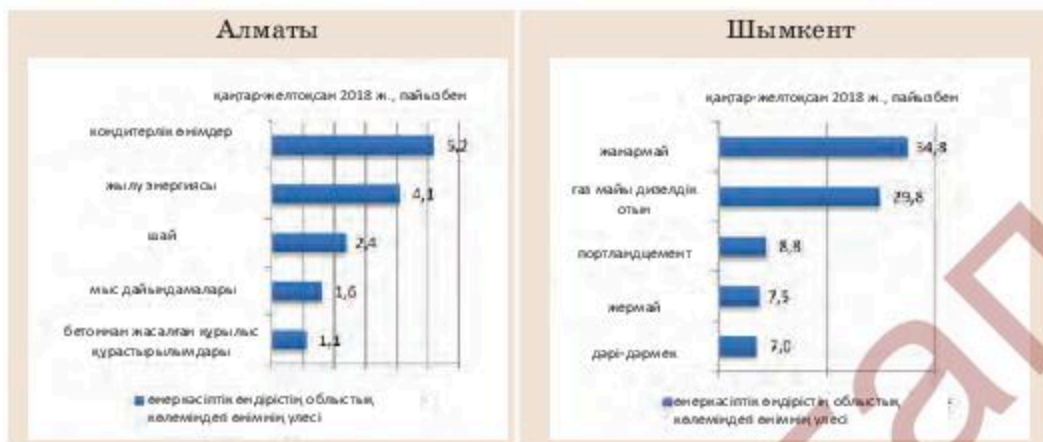 Алматы
қаңтар-желтоқсан 2018 ж., пайызбен
кондитерлік өнімдер
5,2
жылу энергиясы
4,1
шай
2,4
мыс дайындамалары
1,6
бетоннан жасалған құрылыс
құрастырылымдары
1,1
өнеркәсіптік өндірістің облыстық
көлеміндегі өнімнің үлесі
Шымкент
қаңтар-желтоқсан 2018 ж., пайызбен
жанармай
34,8
газ майы дизелдік
отын
29,8
портландцемент
8,8
жермай
7,5
дәрі-дәрмек
7,0
өнеркәсіптік өндірістің облыстық
көлеміндегі өнімнің үлесі